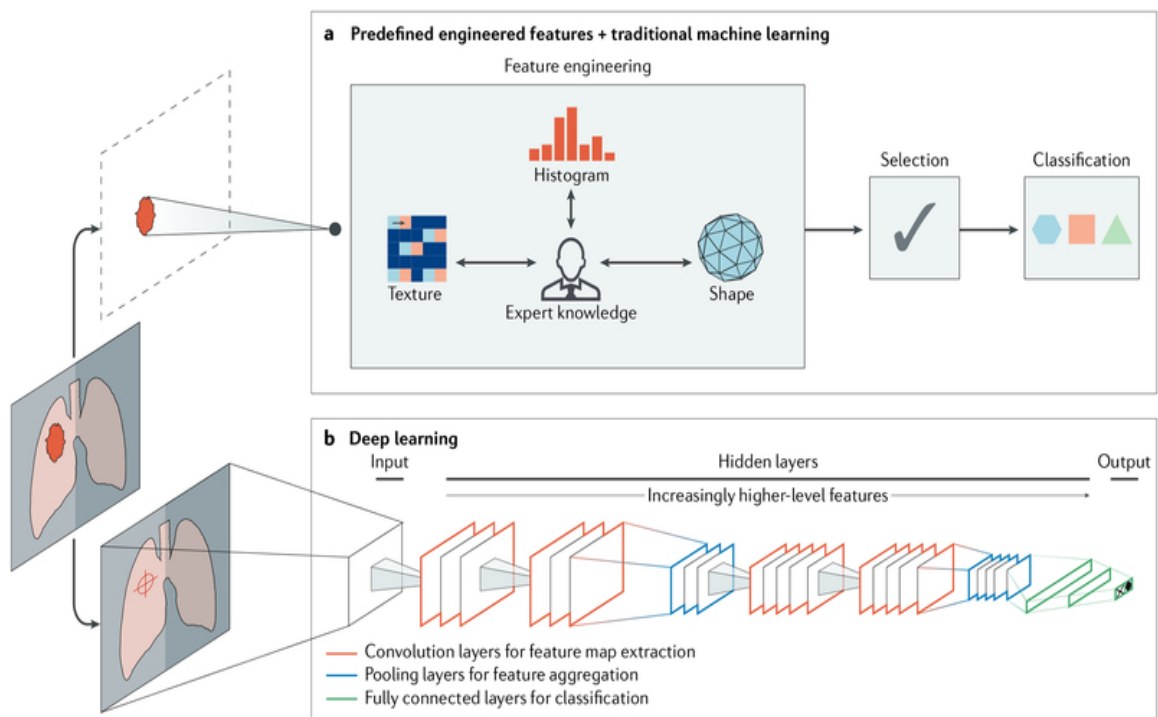 a Predefined engineered features + traditional machine learning
Feature engineering
Histogram
Selection
Classification
Texture
Expert knowledge
Shape
b Deep learning
Input
Hidden layers
Output
Increasingly higher-level features
Convolution layers for feature map extraction
Pooling layers for feature aggregation
Fully connected layers for classification